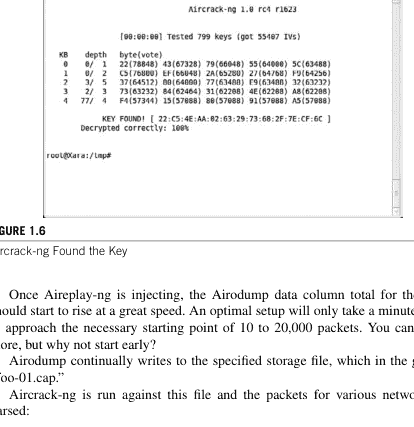 Aircrack-ng 1.0 rc4 r1623
[00:00:00] Tested 799 keys (got 55407 IVs)
KB depth byte(vote)
0 0/ 1 22(78848) 43(67328) 79(66048) 55(64000) 5C(63488)
1 0/ 2 C5(76800) EF(66048) 2A(65280) 27(64768) F9(64256)
2 3/ 5 37(64512) 80(64000) 77(63488) E9(63488) 32(63232)
3 2/ 3 73(63232) 84(62464) 31(62208) 4E(62208) A8(62208)
4 77/ 4 F4(57344) 15(57088) 80(57088) 91(57088) A5(57088)
KEY FOUND! [ 22:C5:4E:AA:02:63:29:73:68:2F:7E:CF:6C ]
Decrypted correctly: 100%
root@Xara:/tmp#
GURE 1.6
rcrack-ng Found the Key
Once Aireplay-ng is injecting, the Airodump data column total for the
hould start to rise at a great speed. An optimal setup will only take a minute
approach the necessary starting point of 10 to 20,000 packets. You can
ore, but why not start early?
Airodump continually writes to the specified storage file, which in the g
foo-01.cap.”
Aircrack-ng is run against this file and the packets for various netwo
arsed: